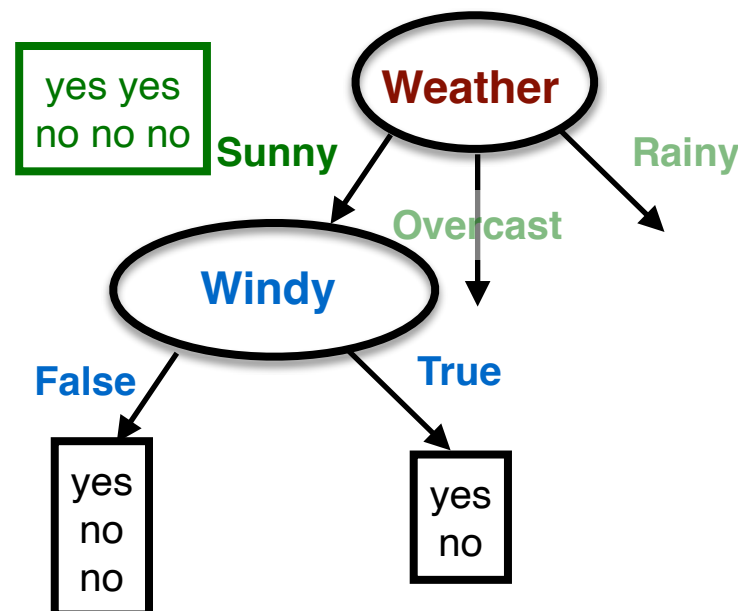 yes yes
no no no
Weather
Sunny
Overcast
Rainy
Windy
False
True
yes
no
no
yes
no